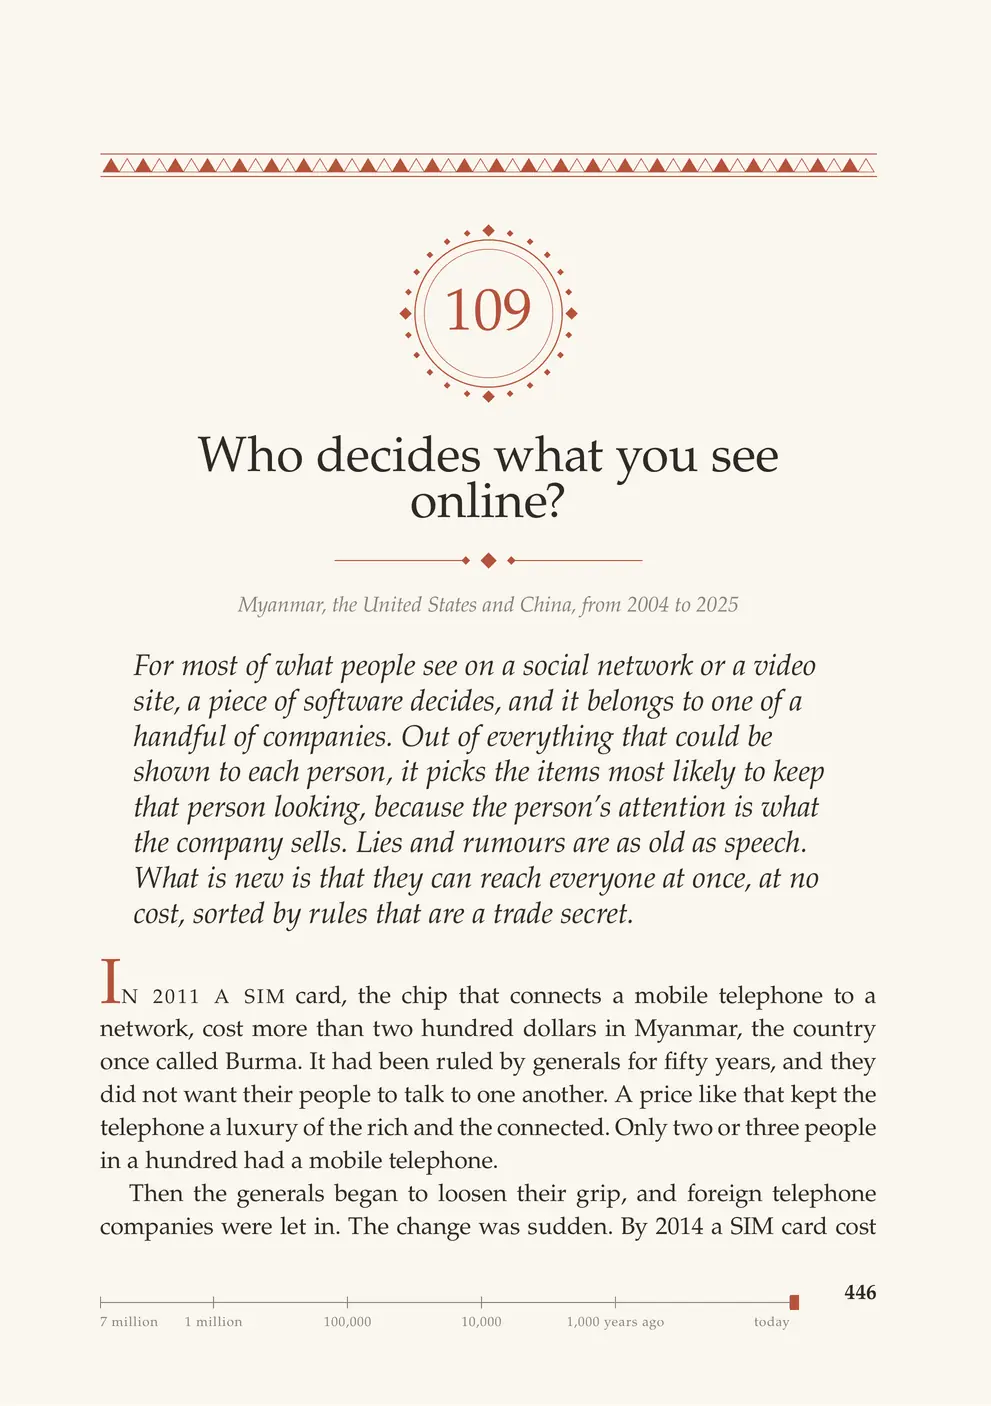 109
Who decides what you see
online?
Myanmar, the United States and China, from 2004 to 2025
For most of what people see on a social network or a video
site, a piece of software decides, and it belongs to one of a
handful of companies. Out of everything that could be
shown to each person, it picks the items most likely to keep
that person looking, because the person’s attention is what
the company sells. Lies and rumours are as old as speech.
What is new is that they can reach everyone at once, at no
cost, sorted by rules that are a trade secret.
IN 2011 A SIM card, the chip that connects a mobile telephone to a
network, cost more than two hundred dollars in Myanmar, the country
once called Burma. It had been ruled by generals for fifty years, and they
did not want their people to talk to one another. A price like that kept the
telephone a luxury of the rich and the connected. Only two or three people
in a hundred had a mobile telephone.
Then the generals began to loosen their grip, and foreign telephone
companies were let in. The change was sudden. By 2014 a SIM card cost
446
7 million 1 million 100,000 10,000 1,000 years ago today